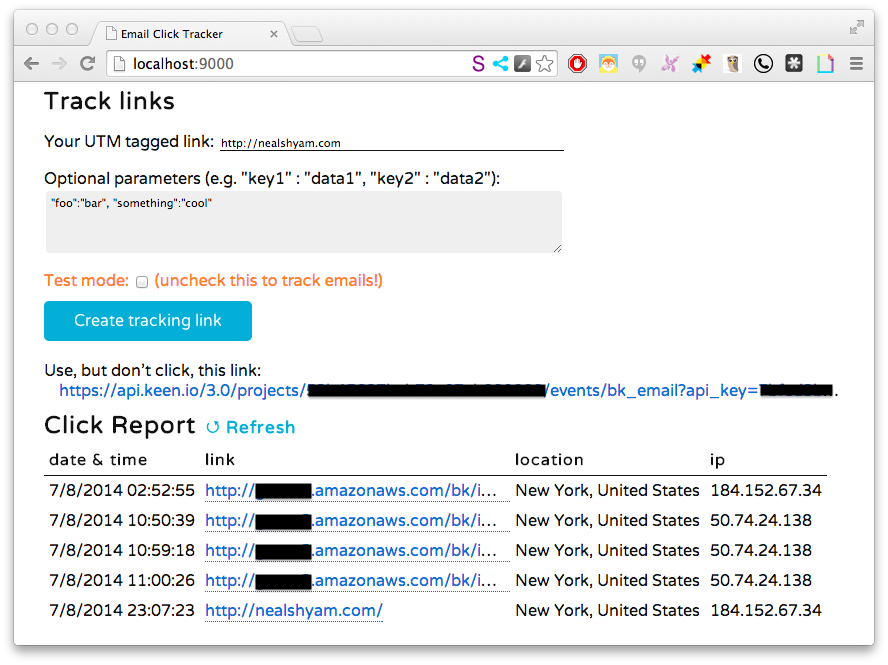 Email Click Tracker
localhost:9000
Track links
Your UTM tagged link: http://nealshyam.com
Optional parameters (e.g. "key1" : "data1", "key2" : "data2"):
"foo":"bar", "something":"cool"
Test mode: (uncheck this to track emails!)
Create tracking link
Use, but don't click, this link:
https://api.keen.io/3.0/projects/ /events/bk_email?api_key= .
Click Report Refresh
date & time link location ip
7/8/2014 02:52:55 http:// .amazonaws.com/bk/i... New York, United States 184.152.67.34
7/8/2014 10:50:39 http:// .amazonaws.com/bk/i... New York, United States 50.74.24.138
7/8/2014 10:59:18 http:// .amazonaws.com/bk/i... New York, United States 50.74.24.138
7/8/2014 11:00:26 http:// .amazonaws.com/bk/i... New York, United States 50.74.24.138
7/8/2014 23:07:23 http://nealshyam.com/ New York, United States 184.152.67.34